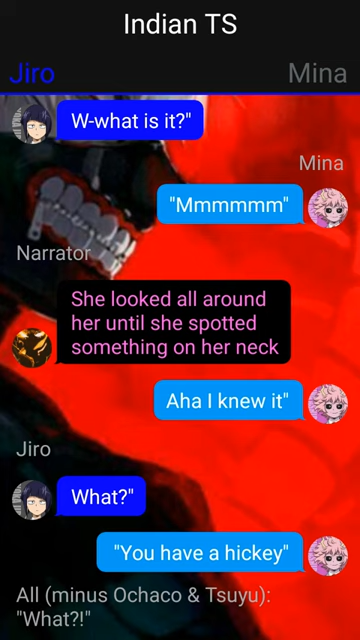 Indian TS
Jiro
Mina
W-what is it?"
Mina
"Mmmmmm"
Narrator
She looked all around
her until she spotted
something on her neck
Aha I knew it"
Jiro
What?"
"You have a hickey"
All (minus Ochaco & Tsuyu):
"What?!"